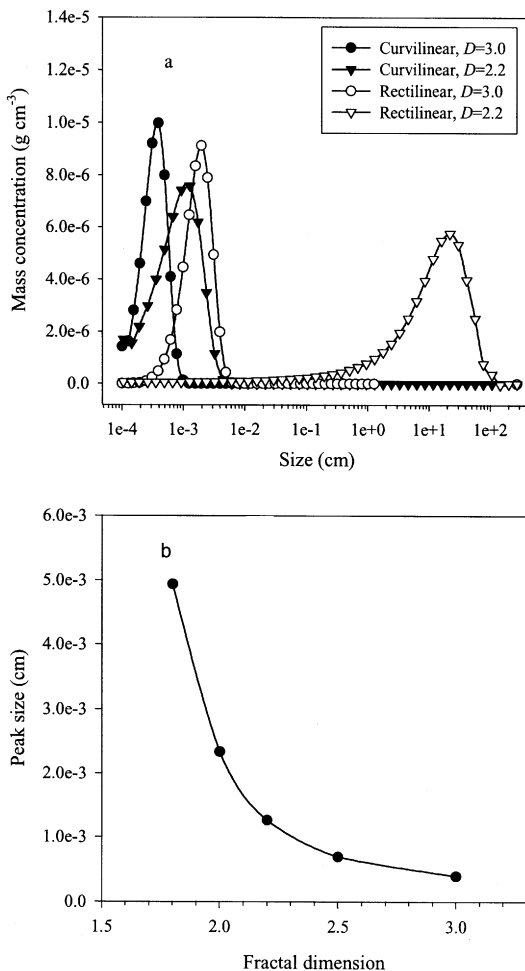 1.4e-5
1.2e-5
1.0e-5
8.0e-6
6.0e-6
4.0e-6
2.0e-6
0.0
Mass concentration (g cm⁻³)
a
Curvilinear, D=3.0
Curvilinear, D=2.2
Rectilinear, D=3.0
Rectilinear, D=2.2
1e-4 1e-3 1e-2 1e-1 1e+0 1e+1 1e+2
Size (cm)
6.0e-3
5.0e-3
4.0e-3
3.0e-3
2.0e-3
1.0e-3
0.0
Peak size (cm)
b
1.5 2.0 2.5 3.0
Fractal dimension